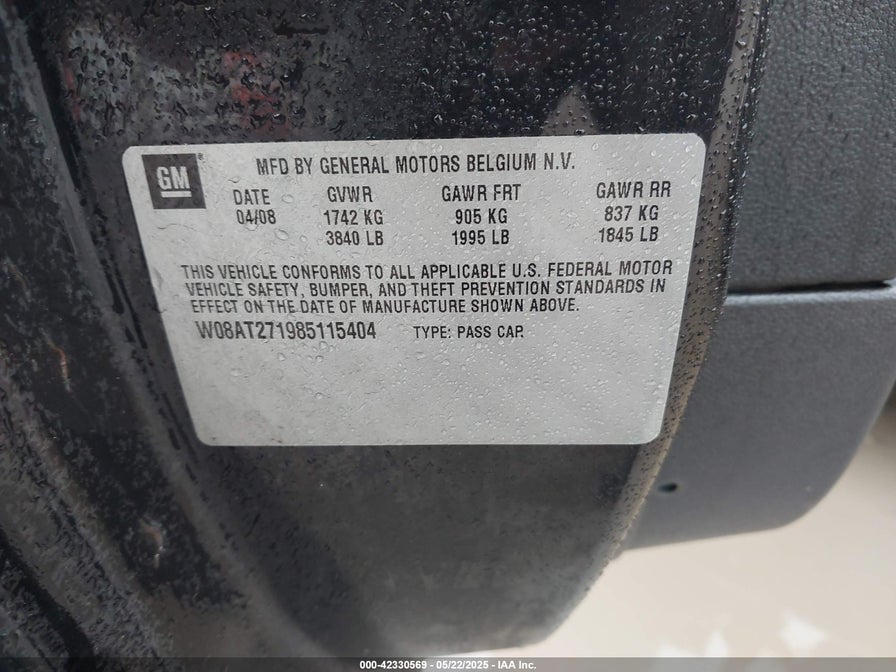 GM®
MFD BY GENERAL MOTORS BELGIUM N.V.
DATE GVWR GAWR FRT GAWR RR
04/08 1742 KG 905 KG 837 KG
3840 LB 1995 LB 1845 LB
THIS VEHICLE CONFORMS TO ALL APPLICABLE U.S. FEDERAL MOTOR
VEHICLE SAFETY, BUMPER, AND THEFT PREVENTION STANDARDS IN
EFFECT ON THE DATE OF MANUFACTURE SHOWN ABOVE.
W08AT271985115404 TYPE: PASS CAR
000-42330569 - 05/22/2025 - IAA Inc.